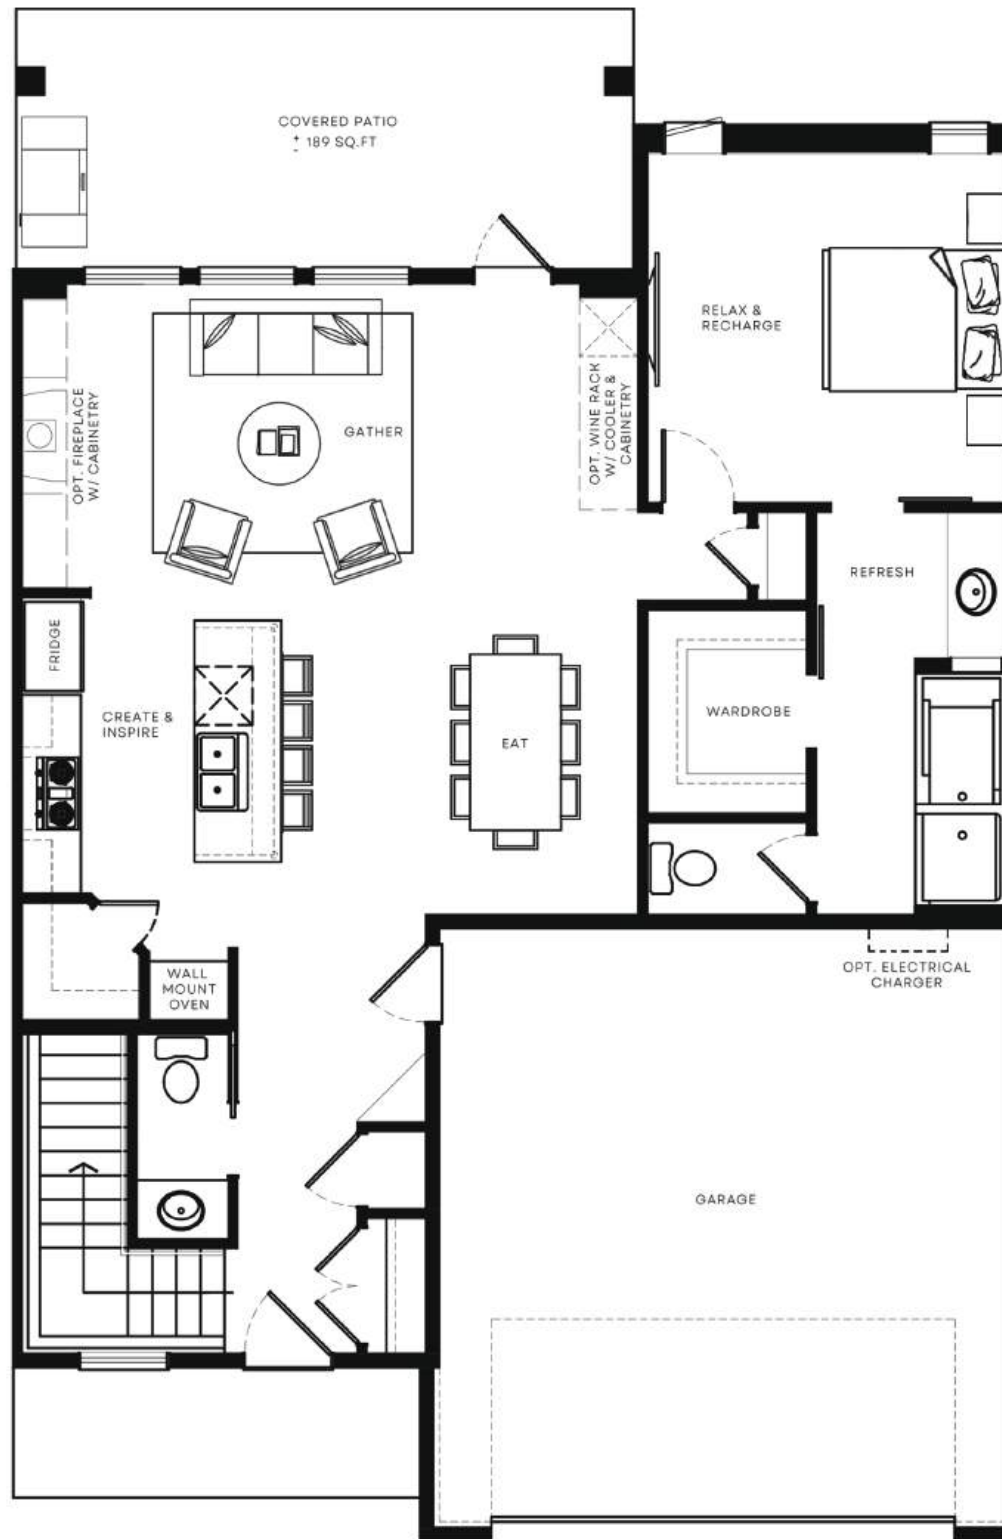 COVERED PATIO
± 189 SQ.FT
RELAX &
RECHARGE
OPT. FIREPLACE
W/ CABINETRY
GATHER
OPT. WINE RACK
W/ COOLER &
CABINETRY
REFRESH
FRIDGE
CREATE &
INSPIRE
EAT
WARDROBE
WALL
MOUNT
OVEN
OPT. ELECTRICAL
CHARGER
GARAGE